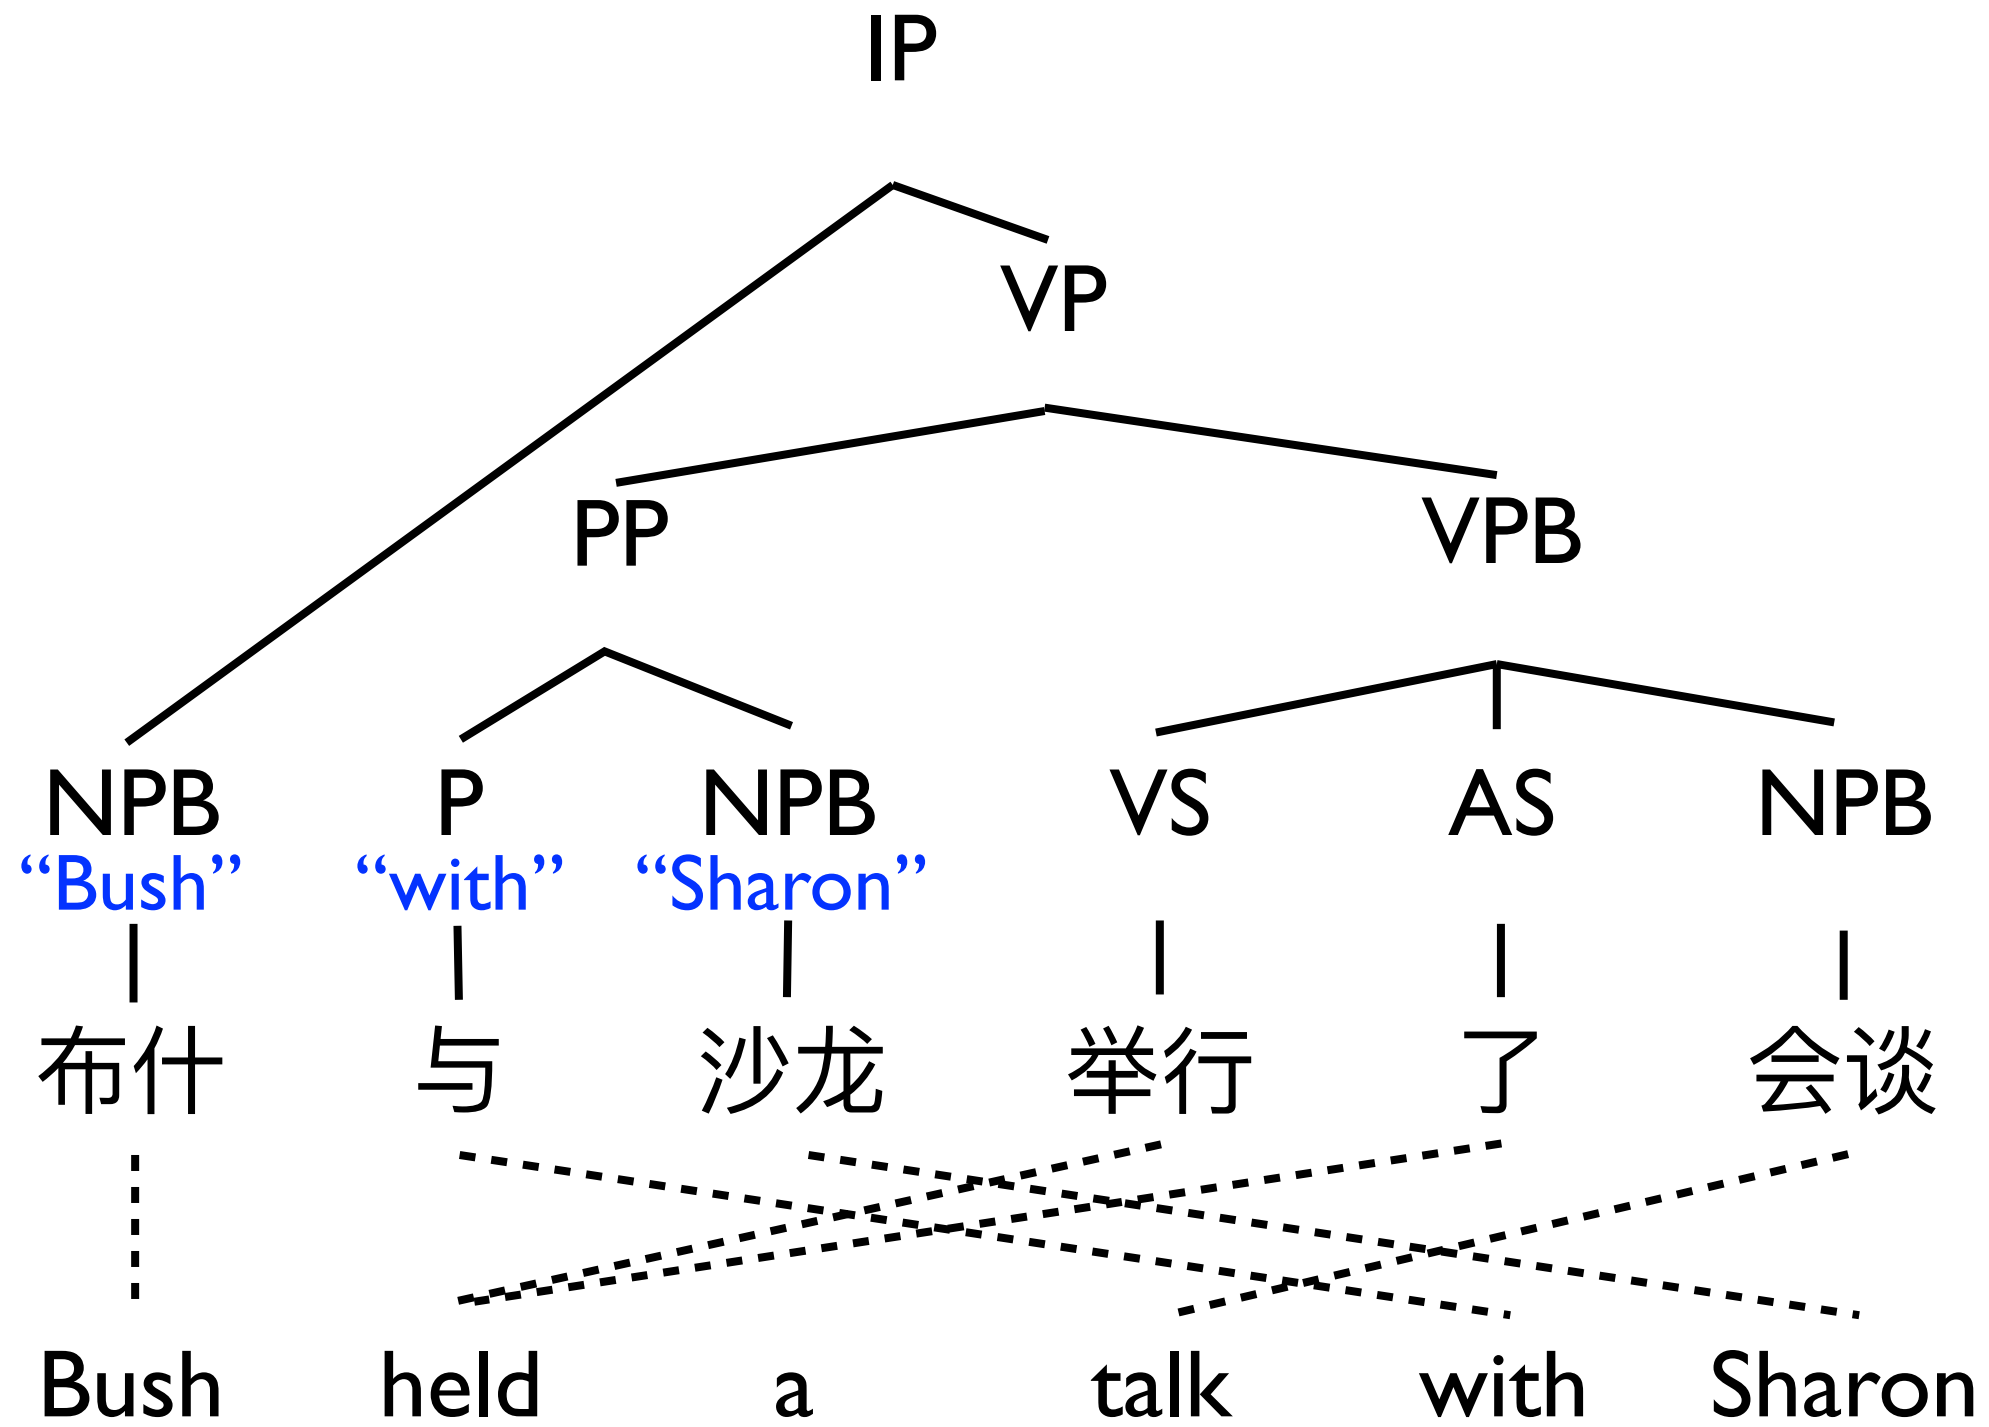 IP
VP
PP VPB
NPB P NPB VS AS NPB
“Bush” “with” “Sharon”
布什 与 沙龙 举行 了 会谈
Bush held a talk with Sharon